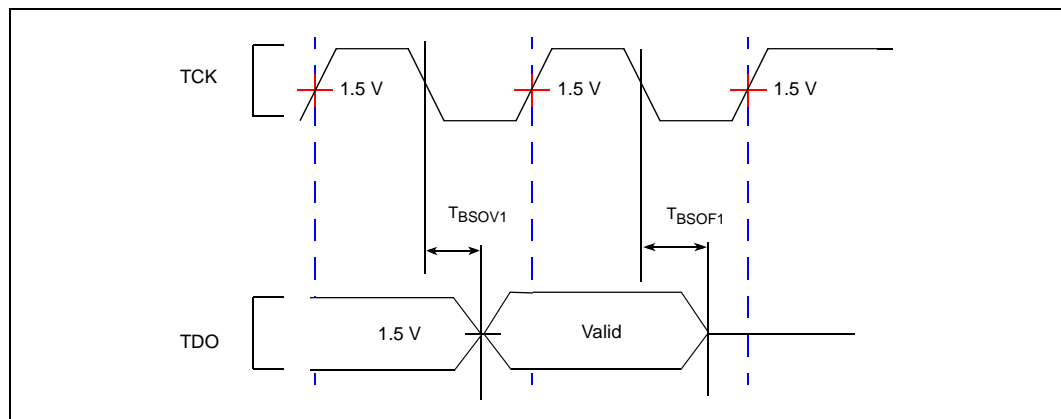 TCK
1.5 V
1.5 V
1.5 V
TBSOV1
TBSOF1
TDO
1.5 V
Valid